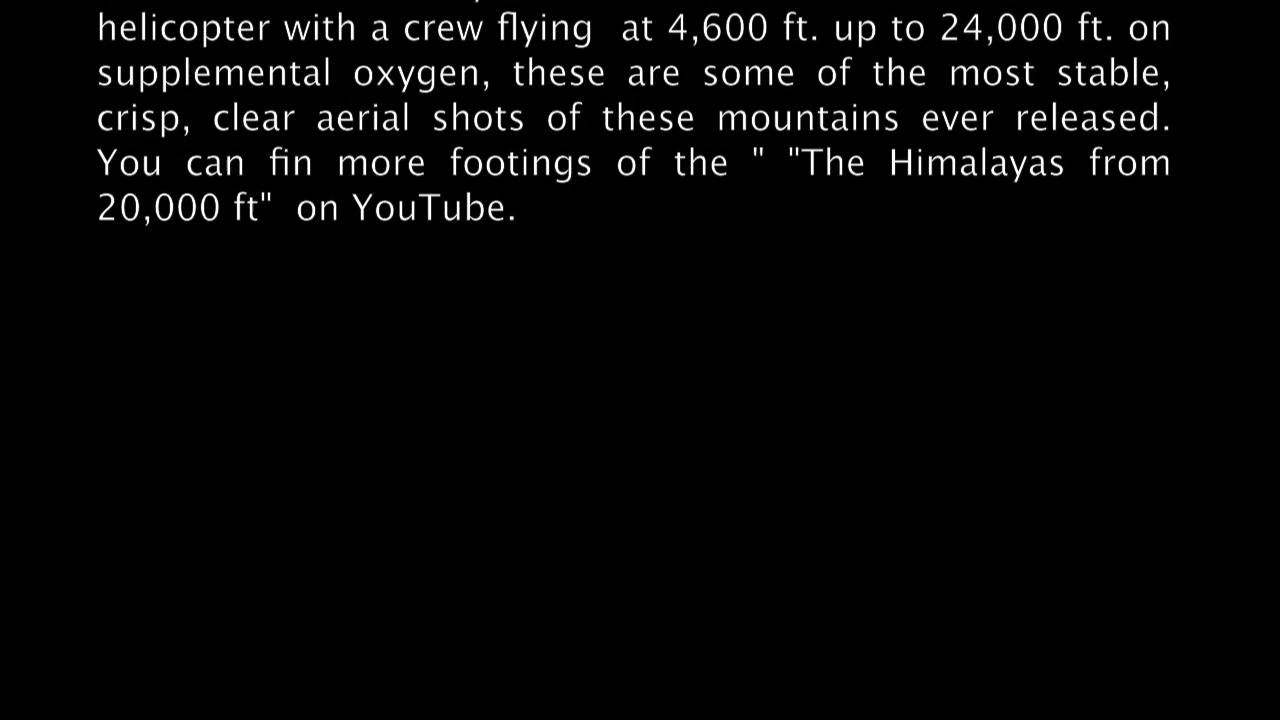 helicopter with a crew flying  at 4,600 ft. up to 24,000 ft. on
supplemental oxygen, these are some of the most stable,
crisp, clear aerial shots of these mountains ever released.
You can fin more footings of the " "The Himalayas from
20,000 ft"  on YouTube.